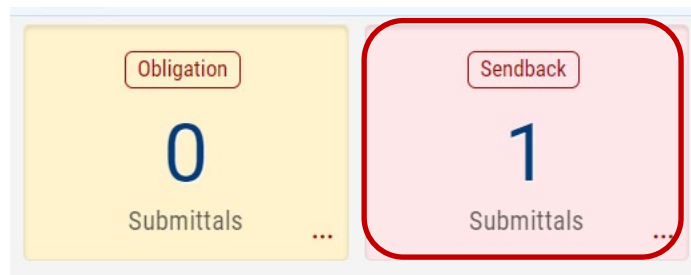 Obligation
0
Submittals
...
Sendback
1
Submittals
...